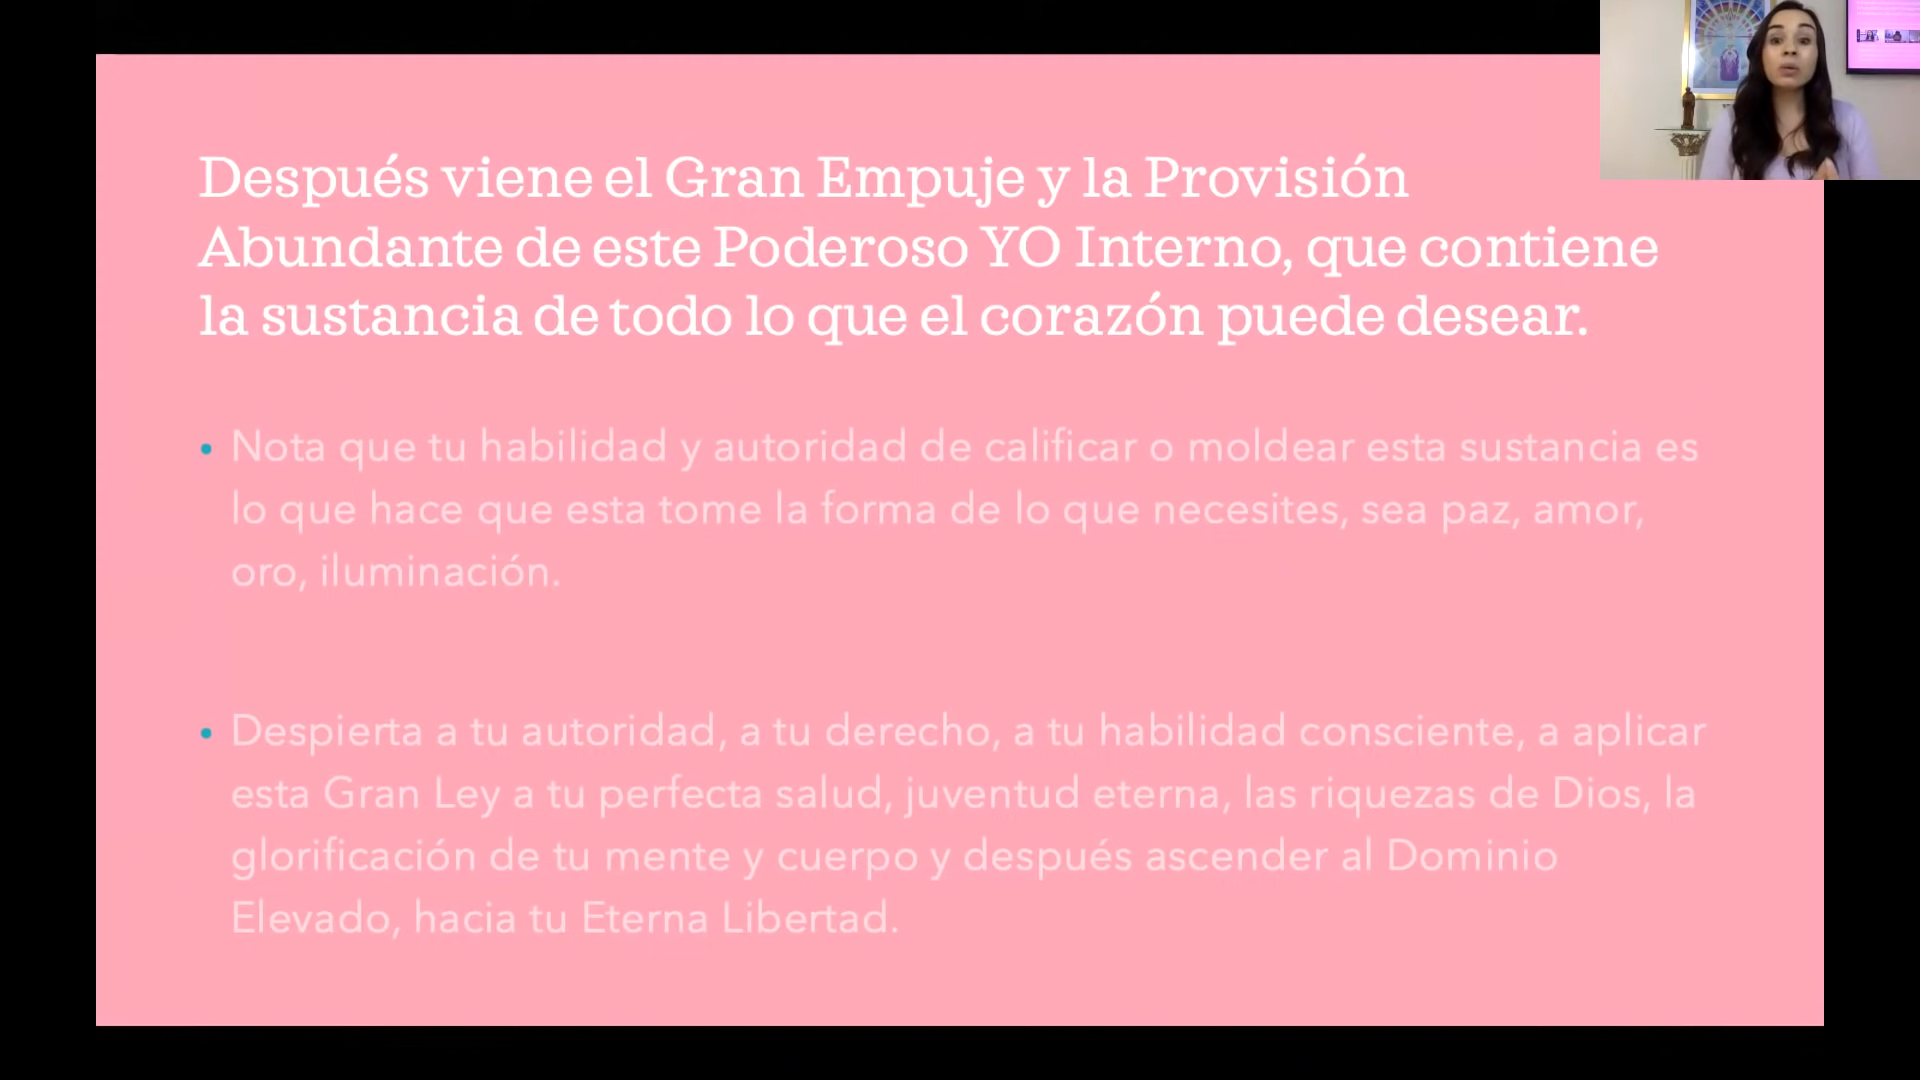 Después viene el Gran Empuje y la Provisión
Abundante de este Poderoso YO Interno, que contiene
la sustancia de todo lo que el corazón puede desear.
• Nota que tu habilidad y autoridad de calificar o moldear esta sustancia es
lo que hace que esta tome la forma de lo que necesites, sea paz, amor,
oro, iluminación.
• Despierta a tu autoridad, a tu derecho, a tu habilidad consciente, a aplicar
esta Gran Ley a tu perfecta salud, juventud eterna, las riquezas de Dios, la
glorificación de tu mente y cuerpo y después ascender al Dominio
Elevado, hacia tu Eterna Libertad.